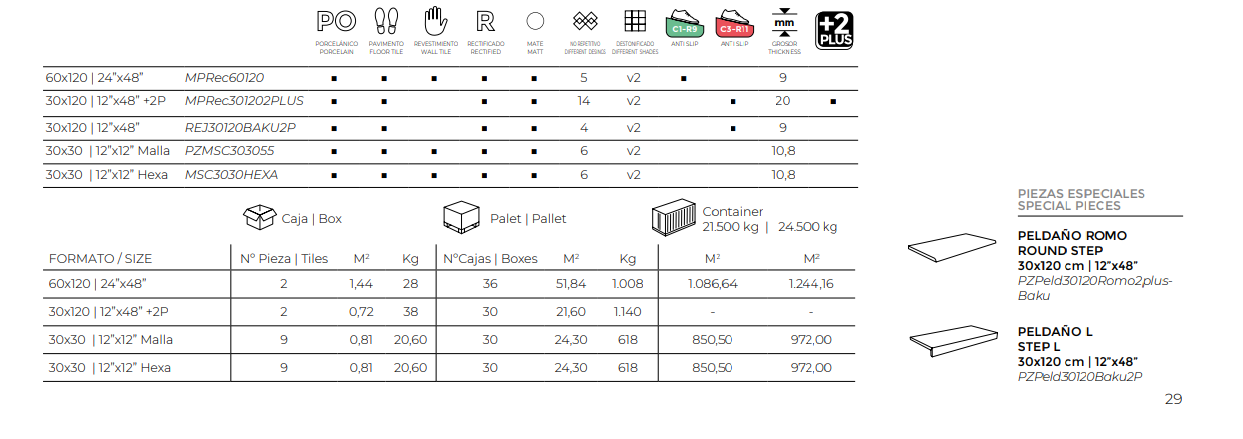 PO R mm +2 PLUS
C1-R9 C3-R11
PORCELÁNICO PAVIMENTO REVESTIMIENTO RECTIFICADO MATE NO REPETITIVO DESTONIFICADO ANTI SLIP ANTI SLIP GROSOR
PORCELAIN FLOOR TILE WALL TILE RECTIFIED MATT DIFFERENT DESINGS DIFFERENT SHADES THICKNESS
60x120 | 24”x48” MPRec60120 ▪ ▪ ▪ ▪ ▪ 5 v2 ▪ 9
30x120 | 12”x48” +2P MPRec301202PLUS ▪ ▪ ▪ ▪ 14 v2 ▪ 20 ▪
30x120 | 12”x48” REJ30120BAKU2P ▪ ▪ ▪ ▪ 4 v2 ▪ 9
30x30 | 12”x12” Malla PZMSC303055 ▪ ▪ ▪ ▪ ▪ 6 v2 10,8
30x30 | 12”x12” Hexa MSC3030HEXA ▪ ▪ ▪ ▪ ▪ 6 v2 10,8
Caja | Box Palet | Pallet Container
21.500 kg | 24.500 kg
FORMATO / SIZE Nº Pieza | Tiles M² Kg NºCajas | Boxes M² Kg M² M²
60x120 | 24”x48” 2 1,44 28 36 51,84 1.008 1.086,64 1.244,16
30x120 | 12”x48” +2P 2 0,72 38 30 21,60 1.140 - -
30x30 | 12”x12” Malla 9 0,81 20,60 30 24,30 618 850,50 972,00
30x30 | 12”x12” Hexa 9 0,81 20,60 30 24,30 618 850,50 972,00
PIEZAS ESPECIALES
SPECIAL PIECES
PELDAÑO ROMO
ROUND STEP
30x120 cm | 12”x48”
PZPeld30120Romo2plus-
Baku
PELDAÑO L
STEP L
30x120 cm | 12”x48”
PZPeld30120Baku2P
29